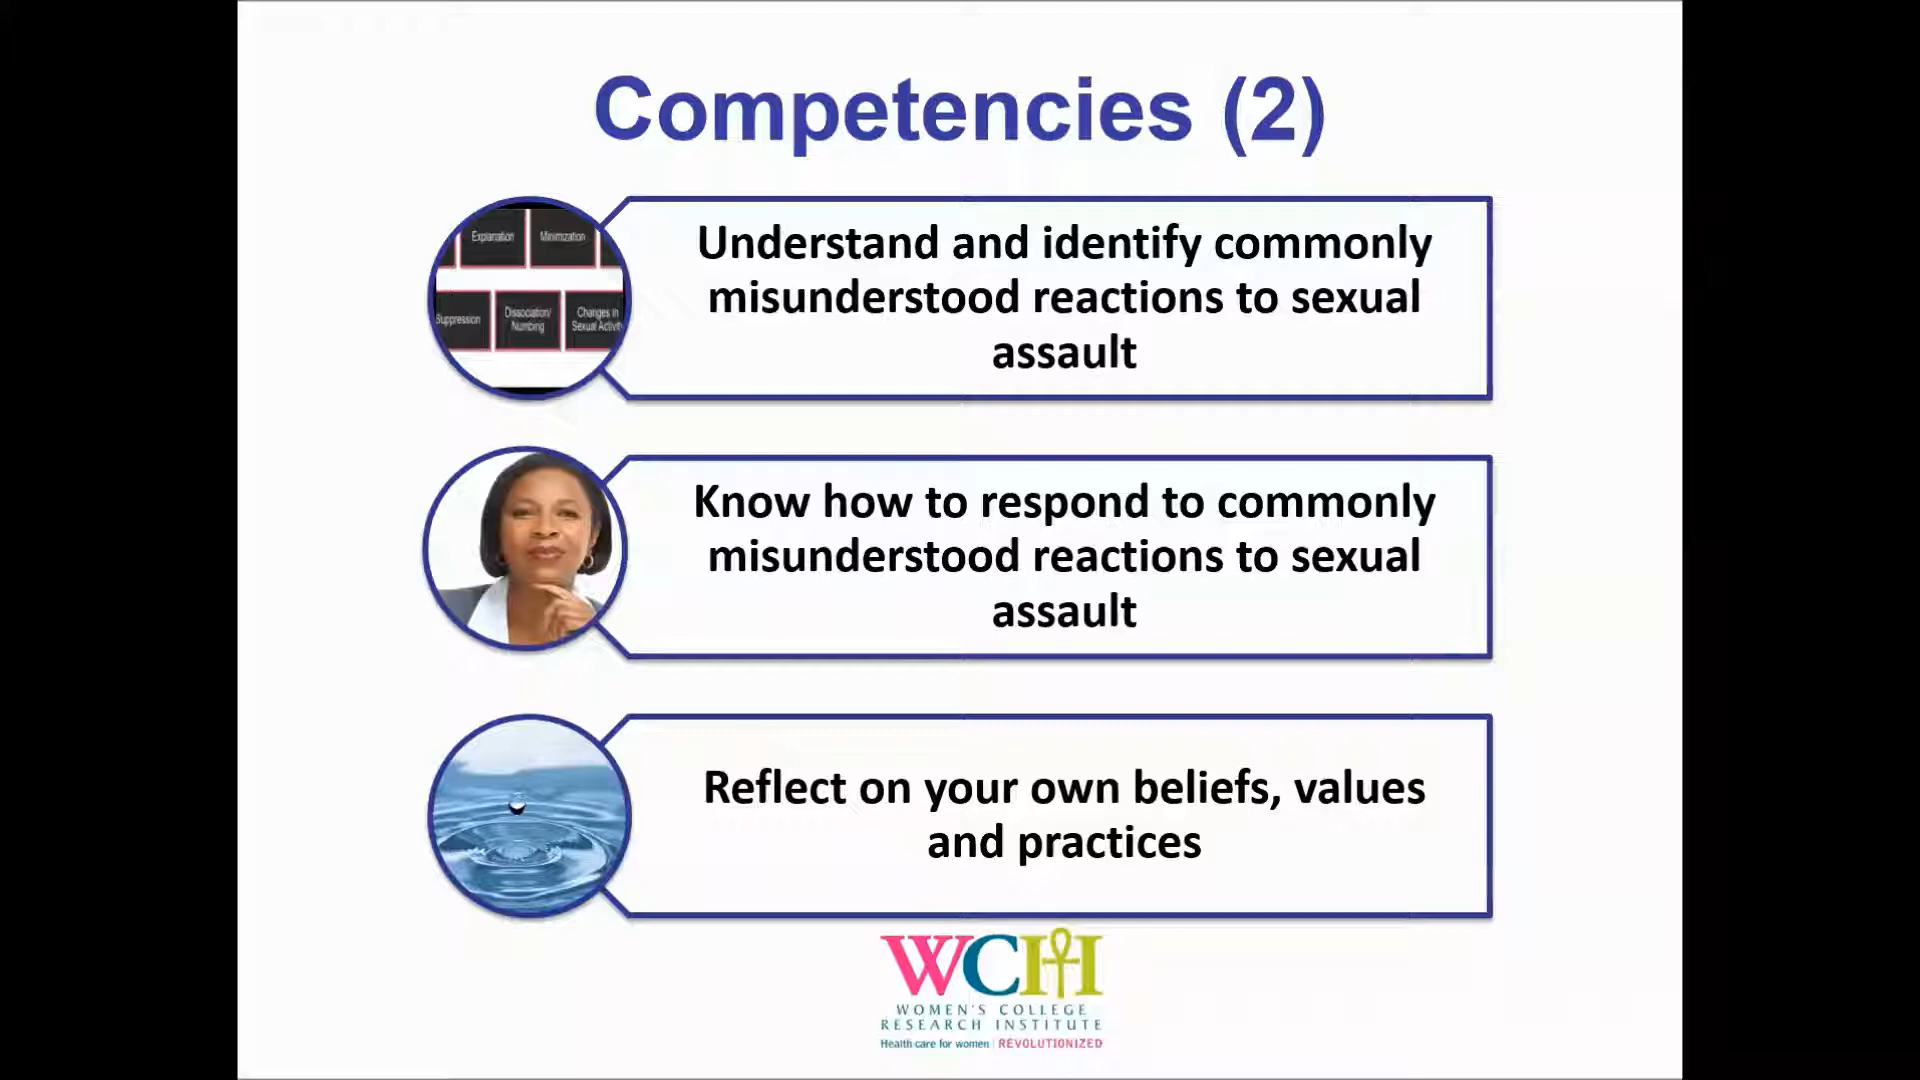 Competencies (2)
Explanation
Minimization
Suppression
Dissociation/
Numbing
Changes in
Sexual Activity
Understand and identify commonly
misunderstood reactions to sexual
assault
Know how to respond to commonly
misunderstood reactions to sexual
assault
Reflect on your own beliefs, values
and practices
WCH
WOMEN'S COLLEGE
RESEARCH INSTITUTE
Health care for women | REVOLUTIONIZED